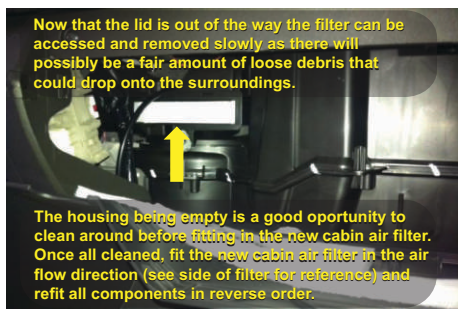 Now that the lid is out of the way the filter can be
accessed and removed slowly as there will
possibly be a fair amount of loose debris that
could drop onto the surroundings.
The housing being empty is a good oportunity to
clean around before fitting in the new cabin air filter.
Once all cleaned, fit the new cabin air filter in the air
flow direction (see side of filter for reference) and
refit all components in reverse order.